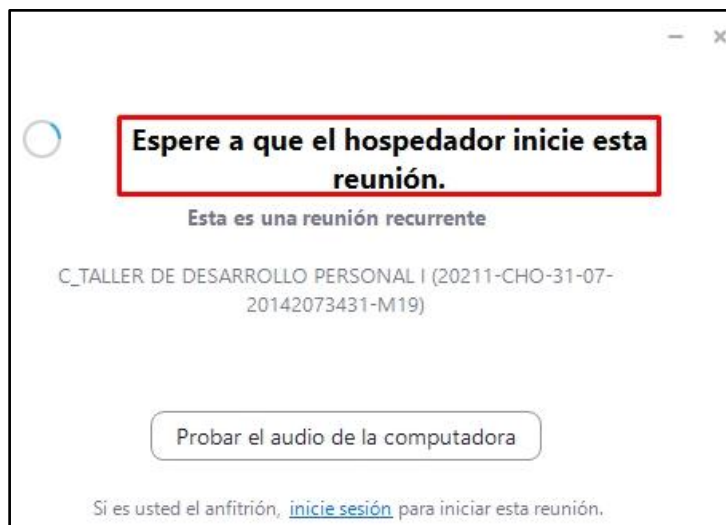 Espere a que el hospedador inicie esta
reunión.
Esta es una reunión recurrente
C_TALLER DE DESARROLLO PERSONAL I (20211-CHO-31-07-
20142073431-M19)
Probar el audio de la computadora
Si es usted el anfitrión, inicie sesión para iniciar esta reunión.